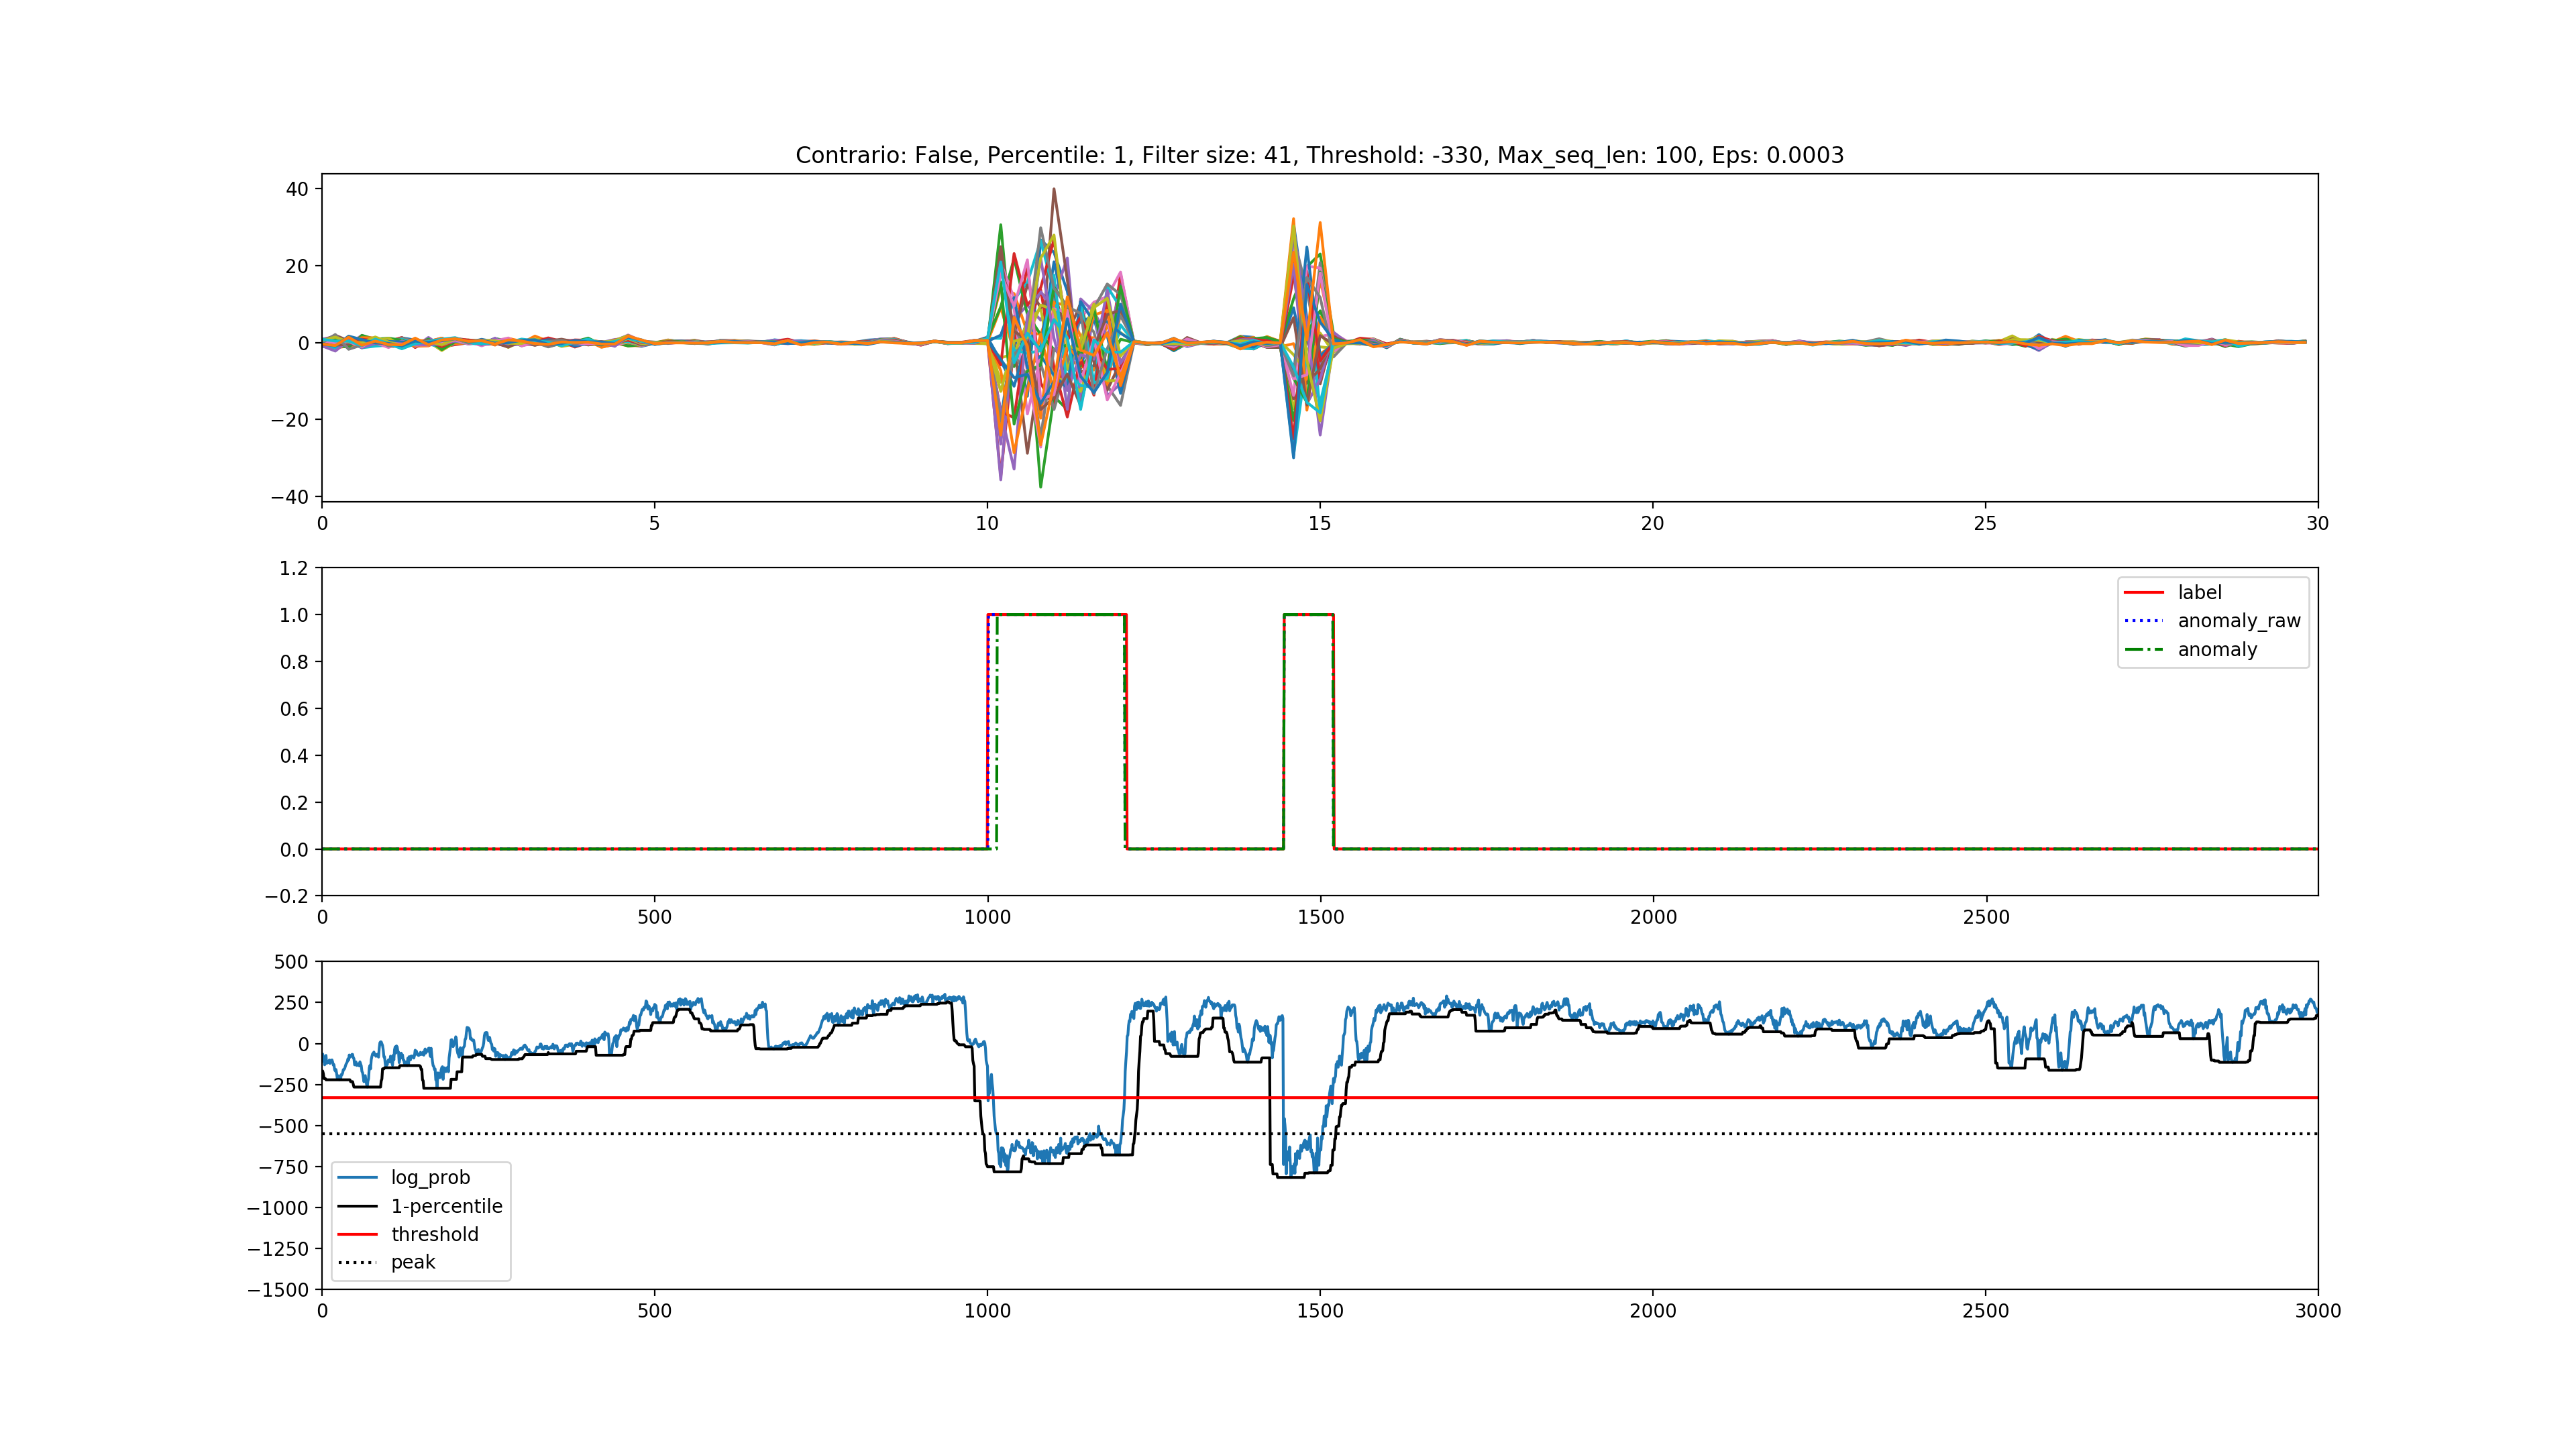 Contrario: False, Percentile: 1, Filter size: 41, Threshold: -330, Max_seq_len: 100, Eps: 0.0003
40
20
0
−20
−40
0 5 10 15 20 25 30
1.2
1.0
0.8
0.6
0.4
0.2
0.0
−0.2
label
anomaly_raw
anomaly
0 500 1000 1500 2000 2500
500
250
0
−250
−500
−750
−1000
−1250
−1500
log_prob
1-percentile
threshold
peak
0 500 1000 1500 2000 2500 3000